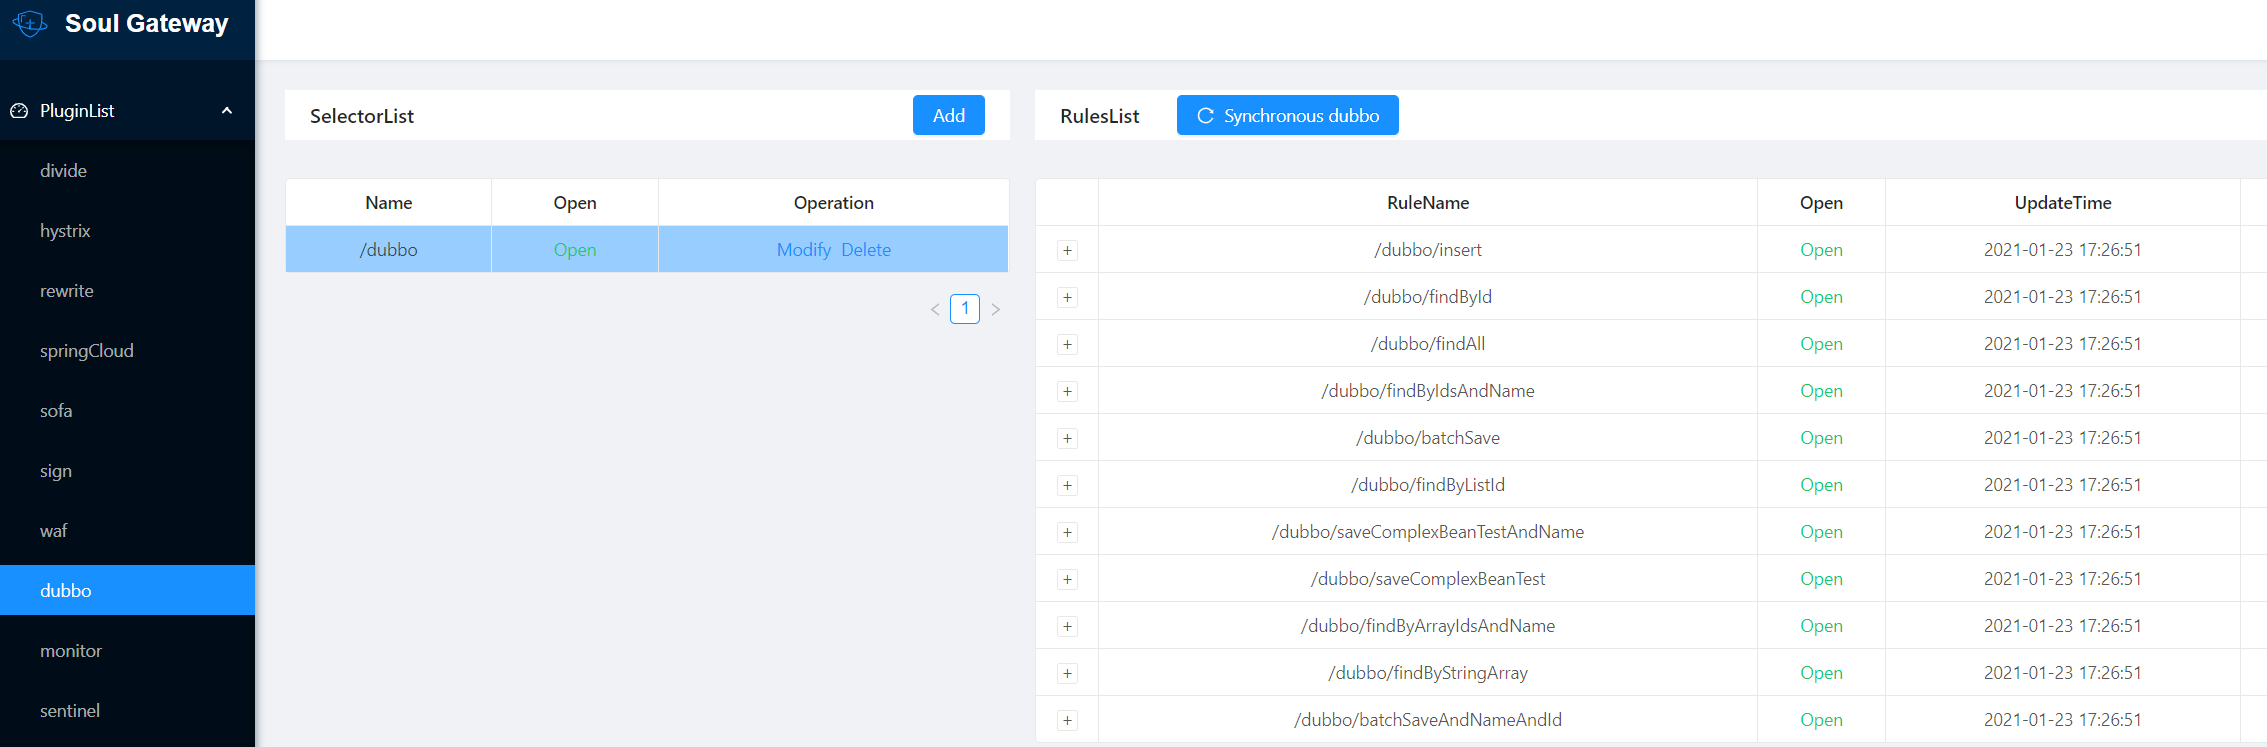 Soul Gateway
PluginList
divide
hystrix
rewrite
springCloud
sofa
sign
waf
dubbo
monitor
sentinel
SelectorList Add
Name Open Operation
/dubbo Open Modify Delete
1
RulesList Synchronous dubbo
RuleName Open UpdateTime
/dubbo/insert Open 2021-01-23 17:26:51
/dubbo/findById Open 2021-01-23 17:26:51
/dubbo/findAll Open 2021-01-23 17:26:51
/dubbo/findByIdsAndName Open 2021-01-23 17:26:51
/dubbo/batchSave Open 2021-01-23 17:26:51
/dubbo/findByListId Open 2021-01-23 17:26:51
/dubbo/saveComplexBeanTestAndName Open 2021-01-23 17:26:51
/dubbo/saveComplexBeanTest Open 2021-01-23 17:26:51
/dubbo/findByArrayIdsAndName Open 2021-01-23 17:26:51
/dubbo/findByStringArray Open 2021-01-23 17:26:51
/dubbo/batchSaveAndNameAndId Open 2021-01-23 17:26:51